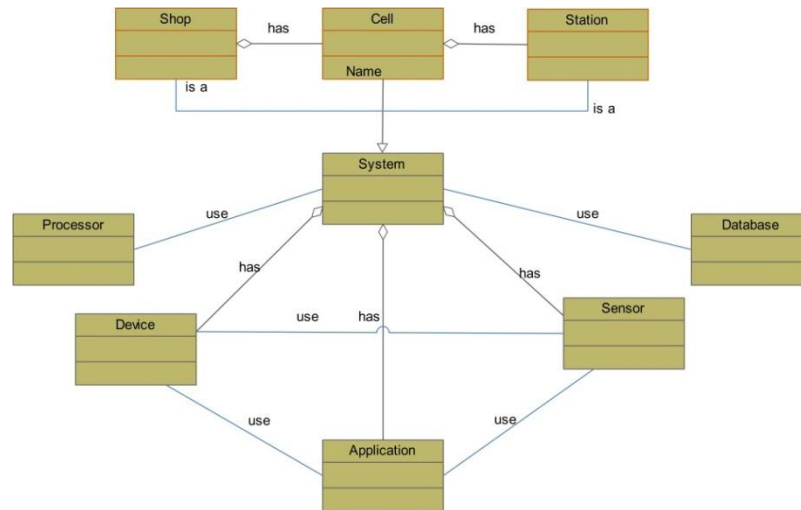 Shop
has
Cell
has
Station
Name
is a
is a
System
Processor
use
use
Database
has
has
Device
use
has
Sensor
use
use
Application